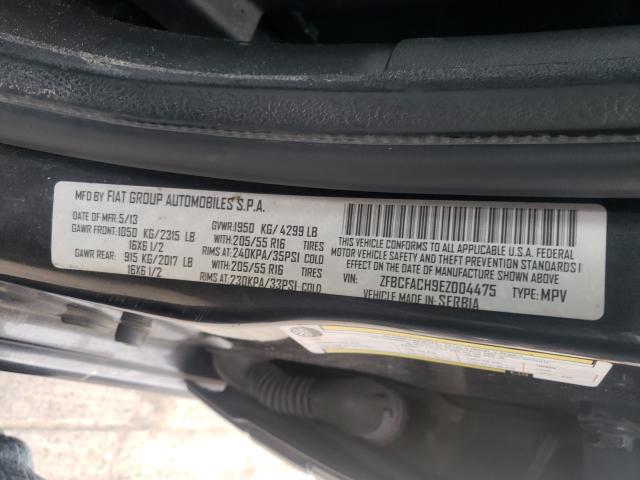 MFD BY FIAT GROUP AUTOMOBILES S.P.A.
DATE OF MFR: 5/13 GVWR: 1950 KG/ 4299 LB
GAWR FRONT: 1050 KG/2315 LB WITH 205/55 R16 TIRES
16X6 1/2 RIMS AT: 240KPA/35PSI COLD
GAWR REAR: 915 KG/2017 LB WITH 205/55 R16 TIRES
16X6 1/2 RIMS AT: 230KPA/33PSI COLD
THIS VEHICLE CONFORMS TO ALL APPLICABLE U.S.A. FEDERAL
MOTOR VEHICLE SAFETY, BUMPER AND
THEFT PREVENTION STANDARDS IN
EFFECT ON THE DATE OF MANUFACTURE SHOWN ABOVE
VIN: ZFBCFACH9EZ004475 TYPE: MPV
VEHICLE MADE IN: SERBIA